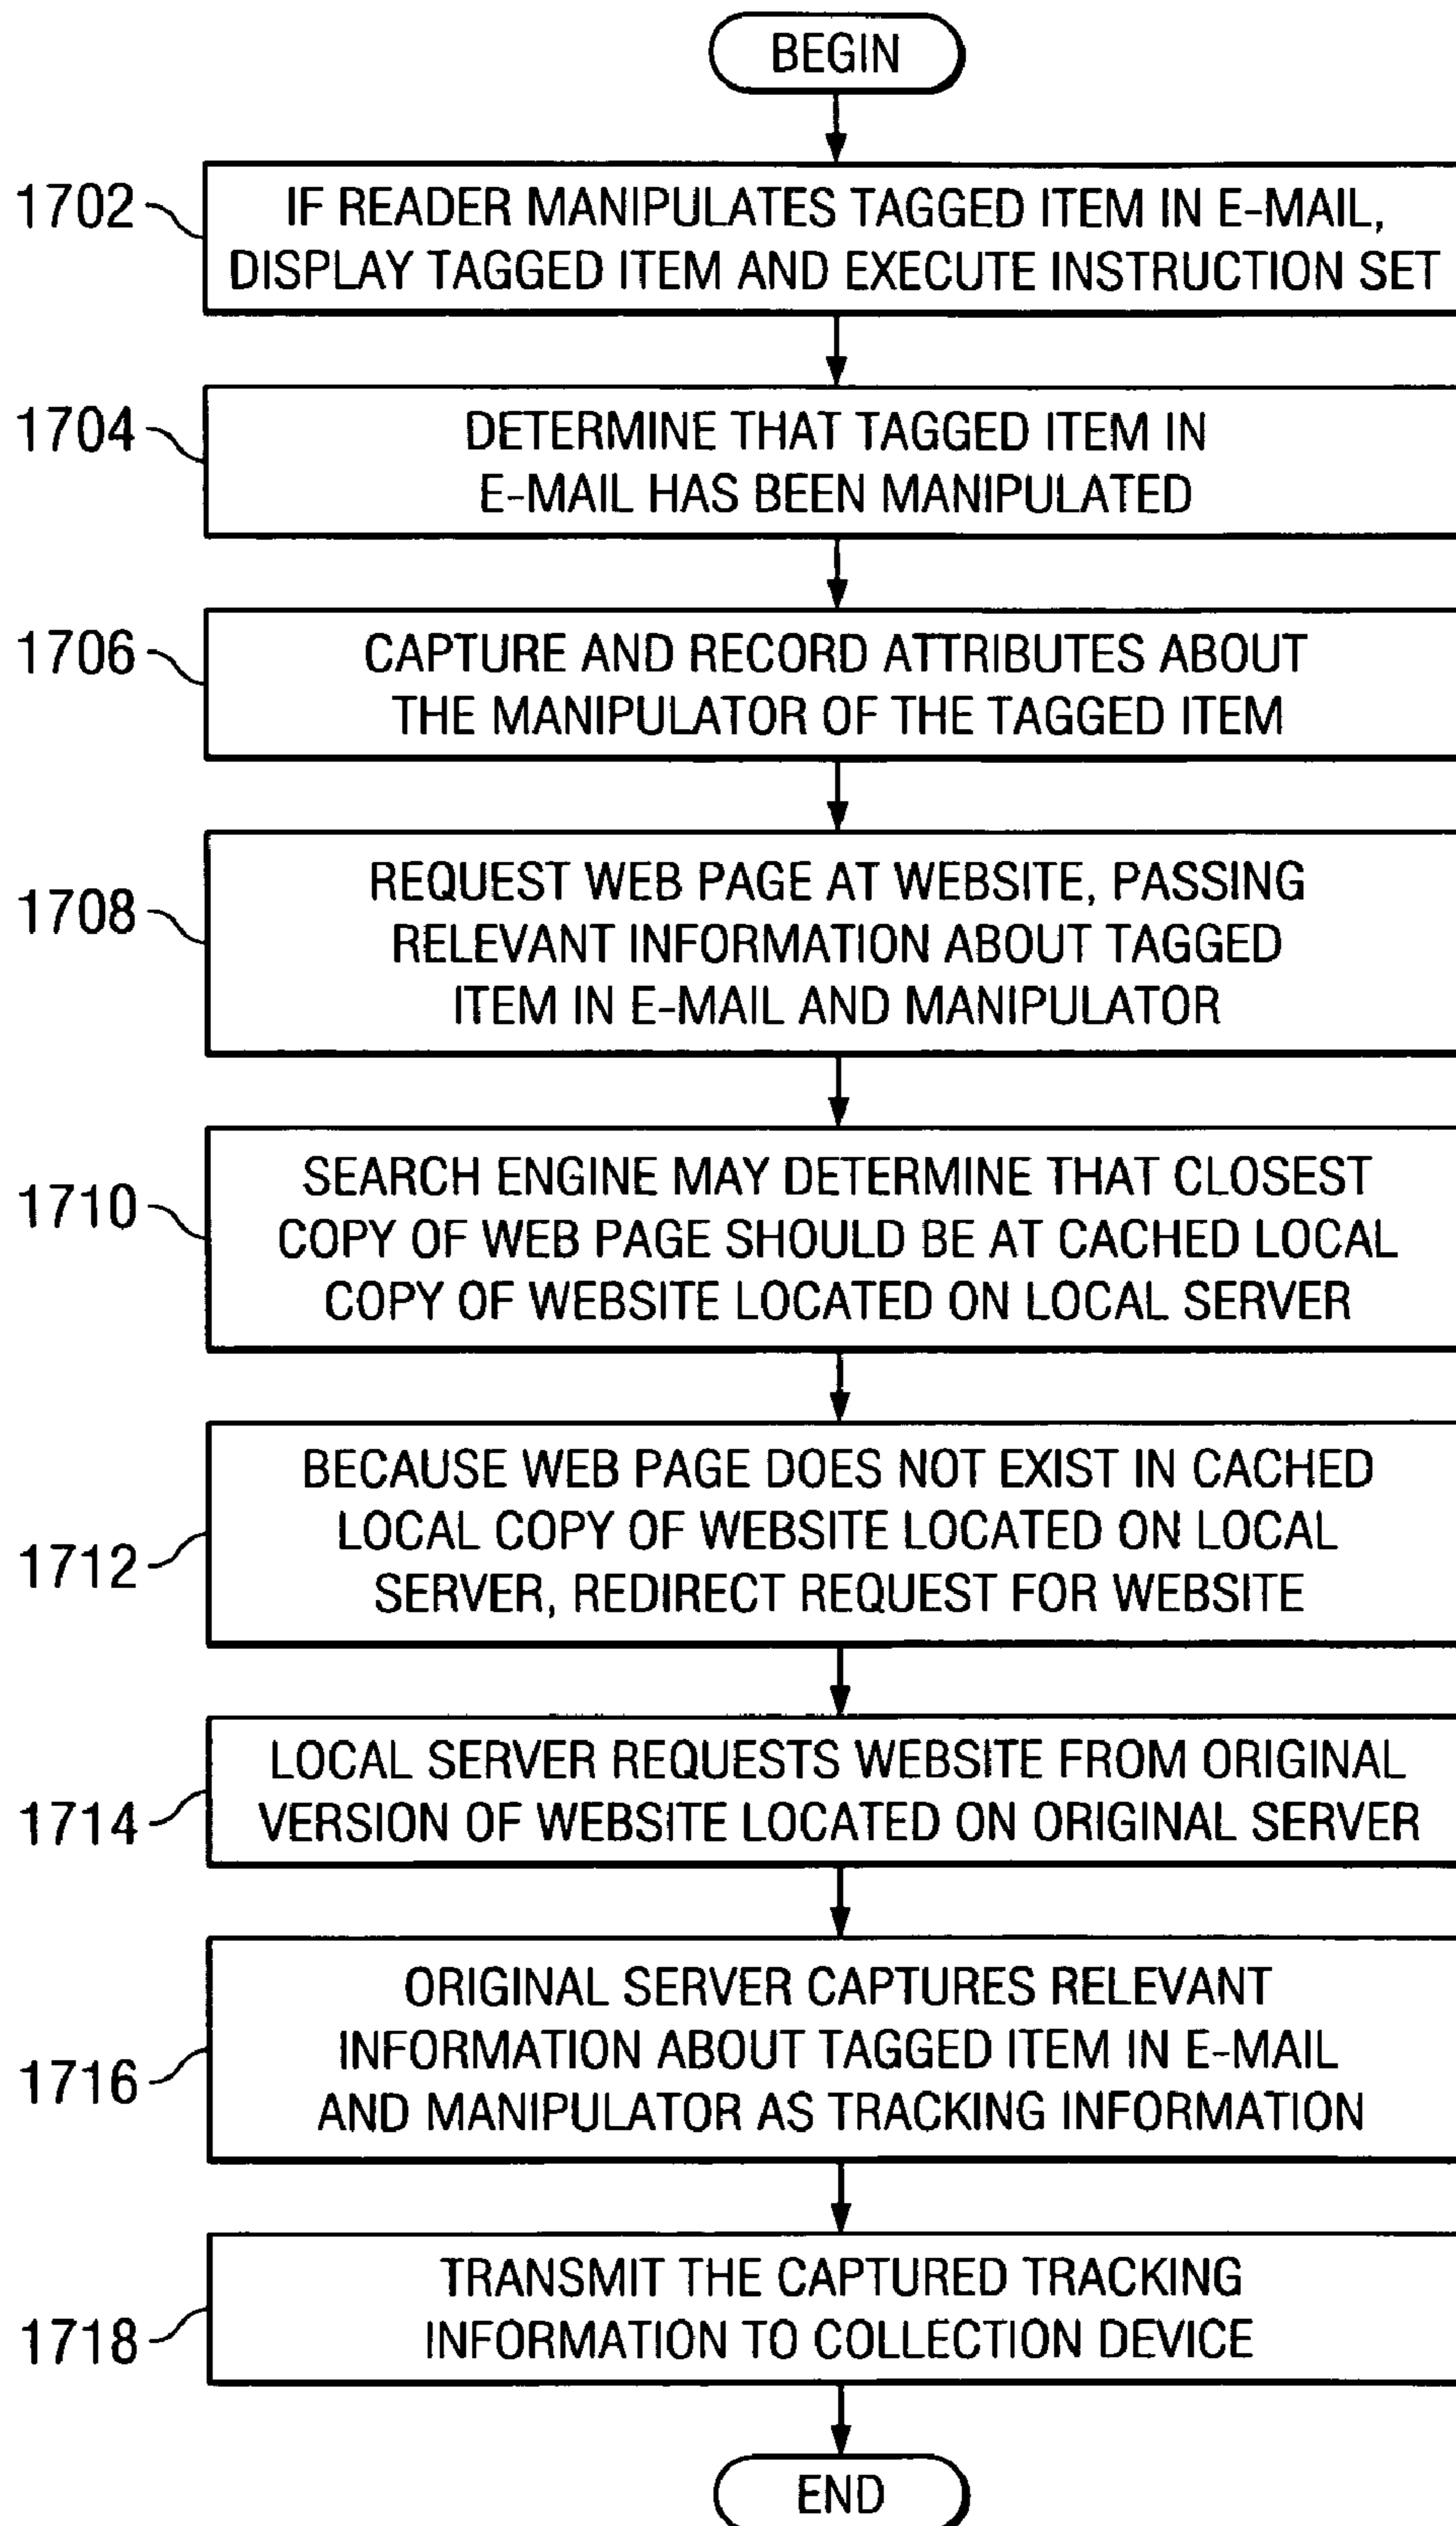 BEGIN
1702
IF READER MANIPULATES TAGGED ITEM IN E-MAIL,
DISPLAY TAGGED ITEM AND EXECUTE INSTRUCTION SET
1704
DETERMINE THAT TAGGED ITEM IN
E-MAIL HAS BEEN MANIPULATED
1706
CAPTURE AND RECORD ATTRIBUTES ABOUT
THE MANIPULATOR OF THE TAGGED ITEM
1708
REQUEST WEB PAGE AT WEBSITE, PASSING
RELEVANT INFORMATION ABOUT TAGGED
ITEM IN E-MAIL AND MANIPULATOR
1710
SEARCH ENGINE MAY DETERMINE THAT CLOSEST
COPY OF WEB PAGE SHOULD BE AT CACHED LOCAL
COPY OF WEBSITE LOCATED ON LOCAL SERVER
1712
BECAUSE WEB PAGE DOES NOT EXIST IN CACHED
LOCAL COPY OF WEBSITE LOCATED ON LOCAL
SERVER, REDIRECT REQUEST FOR WEBSITE
1714
LOCAL SERVER REQUESTS WEBSITE FROM ORIGINAL
VERSION OF WEBSITE LOCATED ON ORIGINAL SERVER
1716
ORIGINAL SERVER CAPTURES RELEVANT
INFORMATION ABOUT TAGGED ITEM IN E-MAIL
AND MANIPULATOR AS TRACKING INFORMATION
1718
TRANSMIT THE CAPTURED TRACKING
INFORMATION TO COLLECTION DEVICE
END